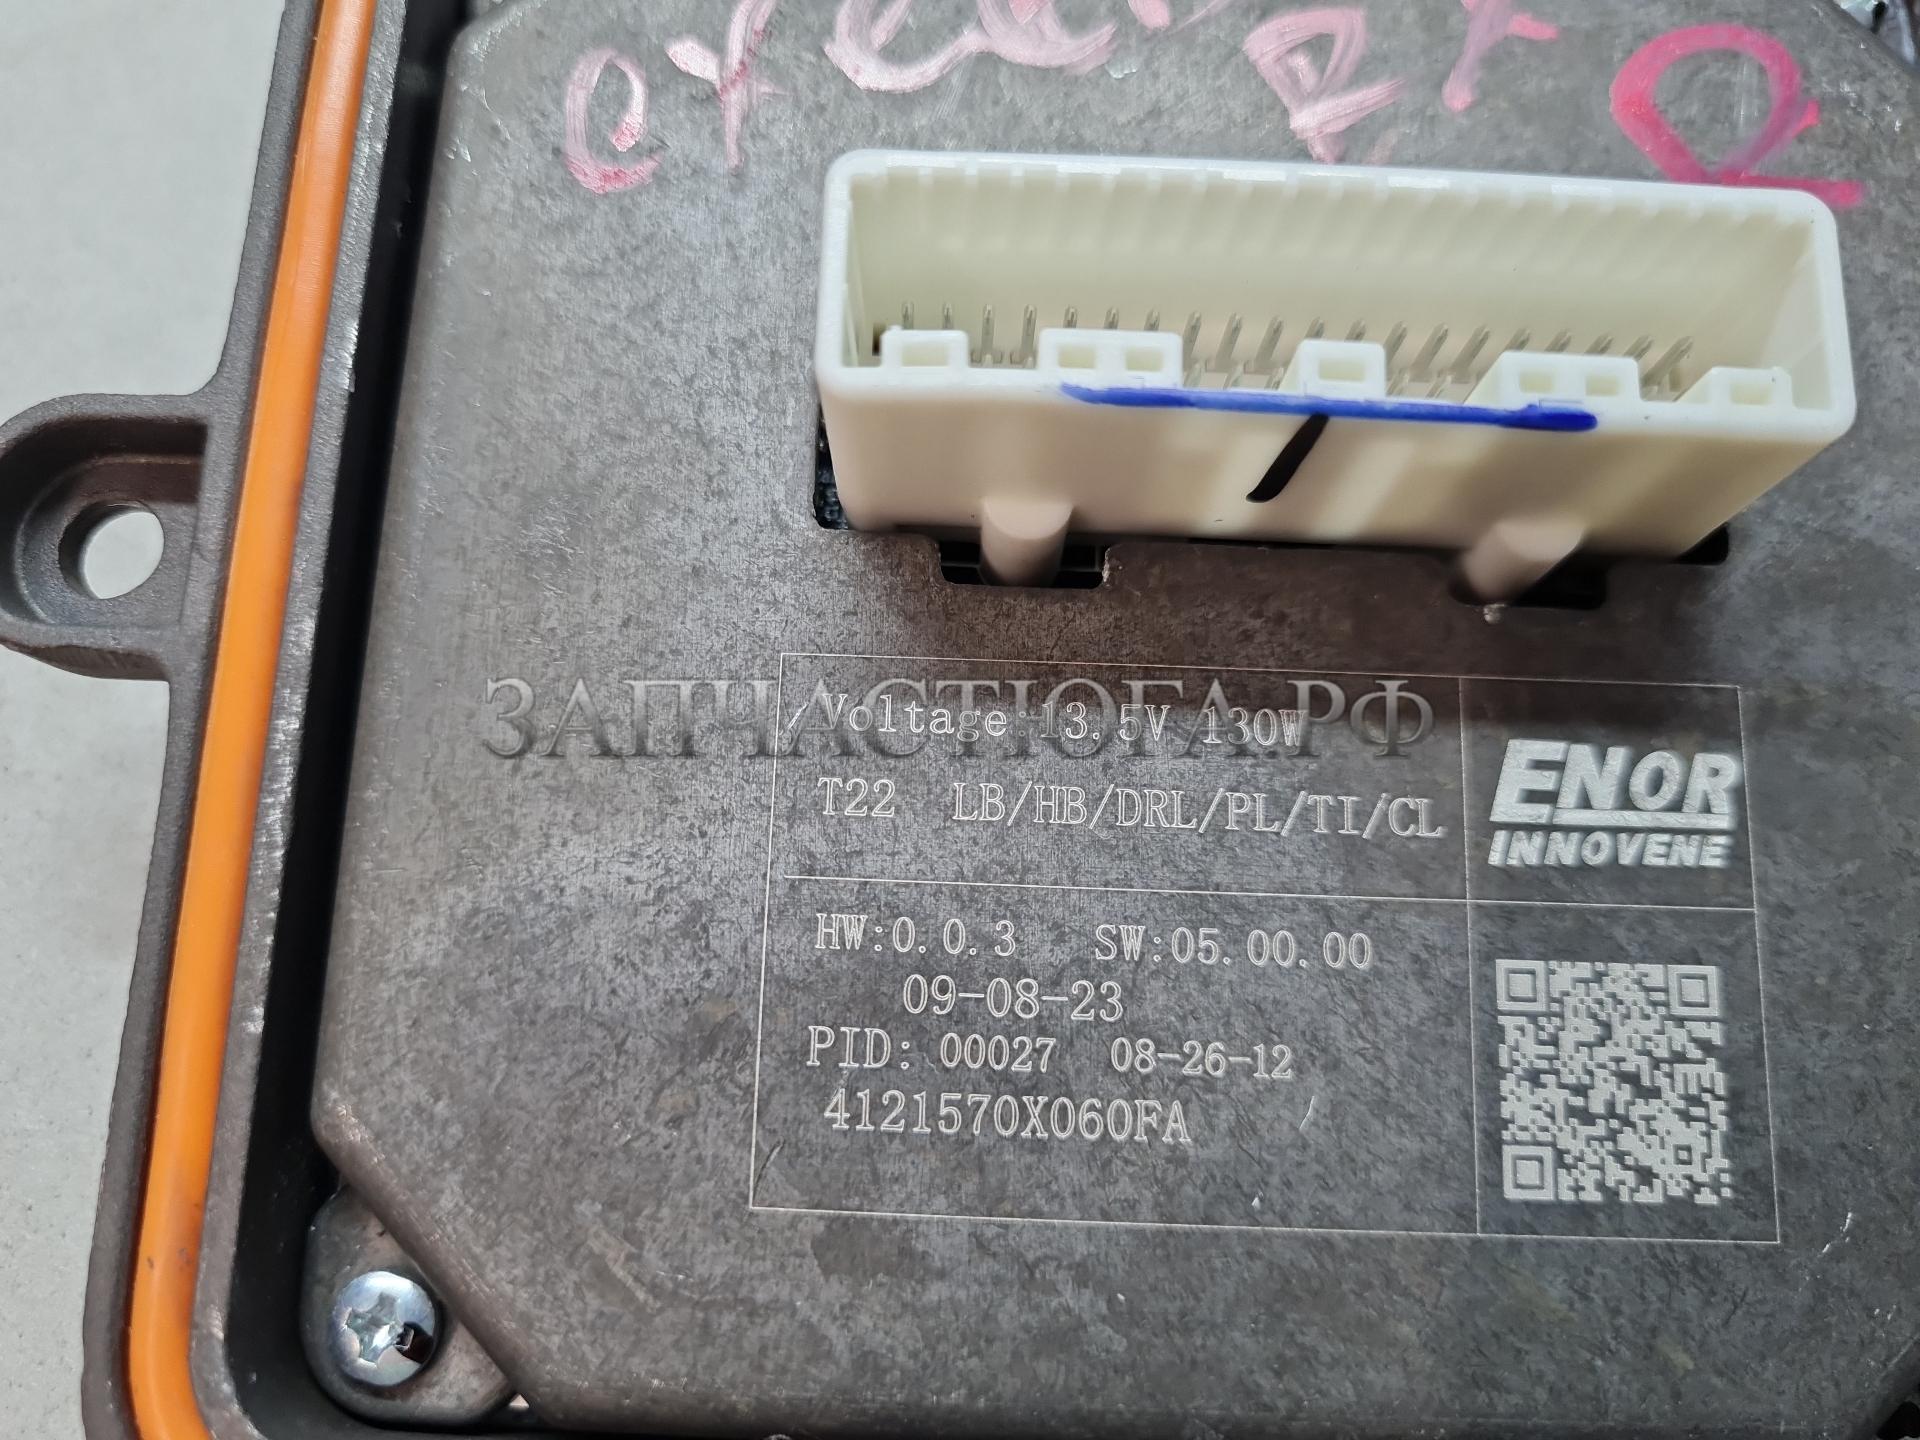 ЗАПЧАСТЮГА.РФ
Voltage:13.5V 130W
T22 LB/HB/DRL/PL/TI/CL
ENOR
INNOVENE
HW:0.0.3 SW:05.00.00
09-08-23
PID: 00027 08-26-12
4121570X060FA